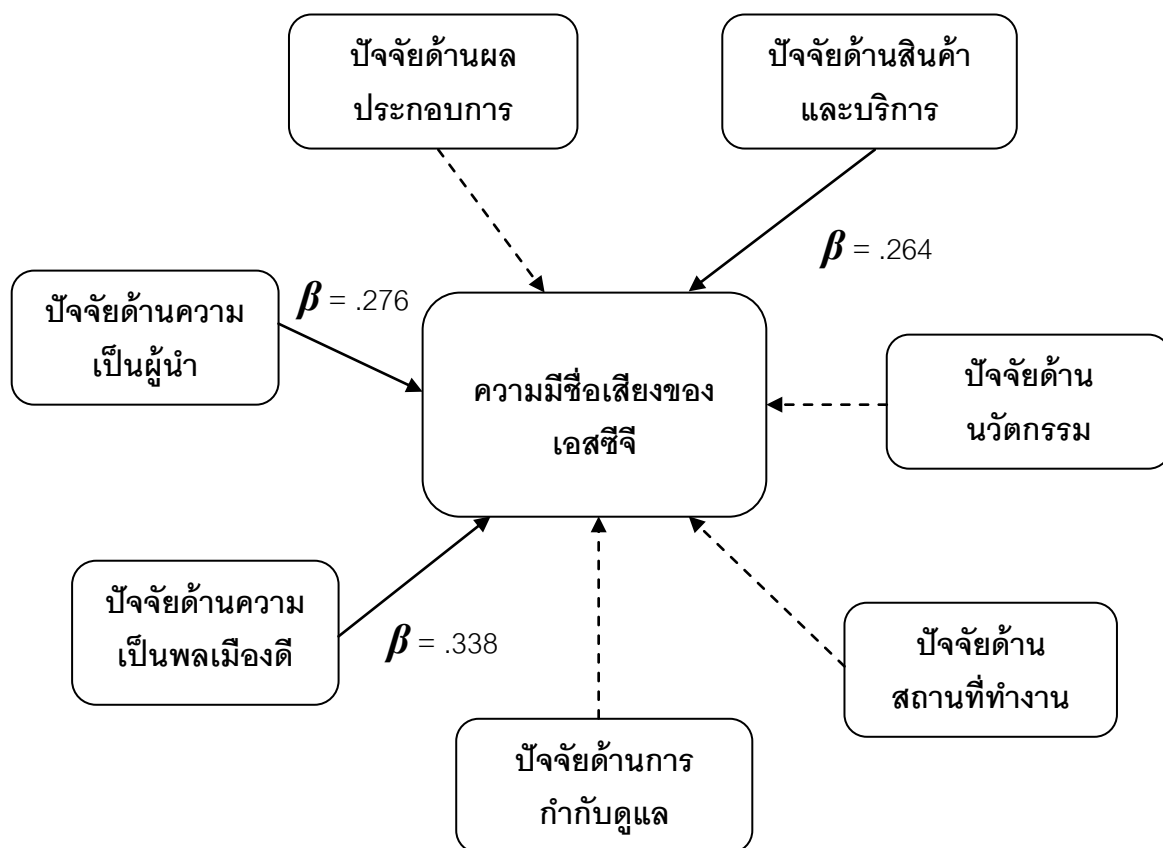 ปัจจัยด้านผล
ประกอบการ
ปัจจัยด้านสินค้า
และบริการ
β = .264
ปัจจัยด้านความ
เป็นผู้นำ
β = .276
ความมีชื่อเสียงของ
เอสซีจี
ปัจจัยด้าน
นวัตกรรม
ปัจจัยด้านความ
เป็นพลเมืองดี
β = .338
ปัจจัยด้าน
สถานที่ทำงาน
ปัจจัยด้านการ
กำกับดูแล